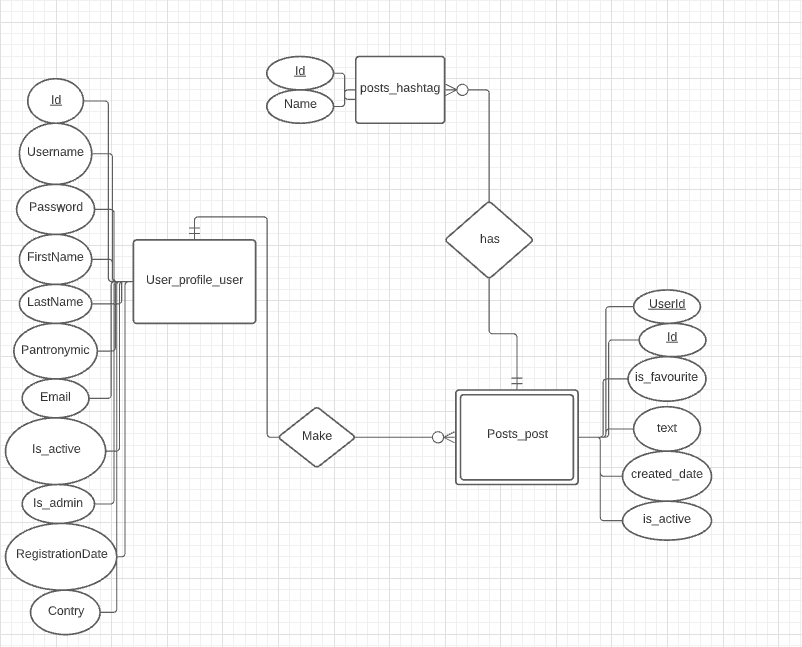 Id
Name
posts_hashtag
Id
Username
Password
FirstName
LastName
Pantronymic
Email
Is_active
Is_admin
RegistrationDate
Contry
User_profile_user
has
Make
Posts_post
UserId
Id
is_favourite
text
created_date
is_active